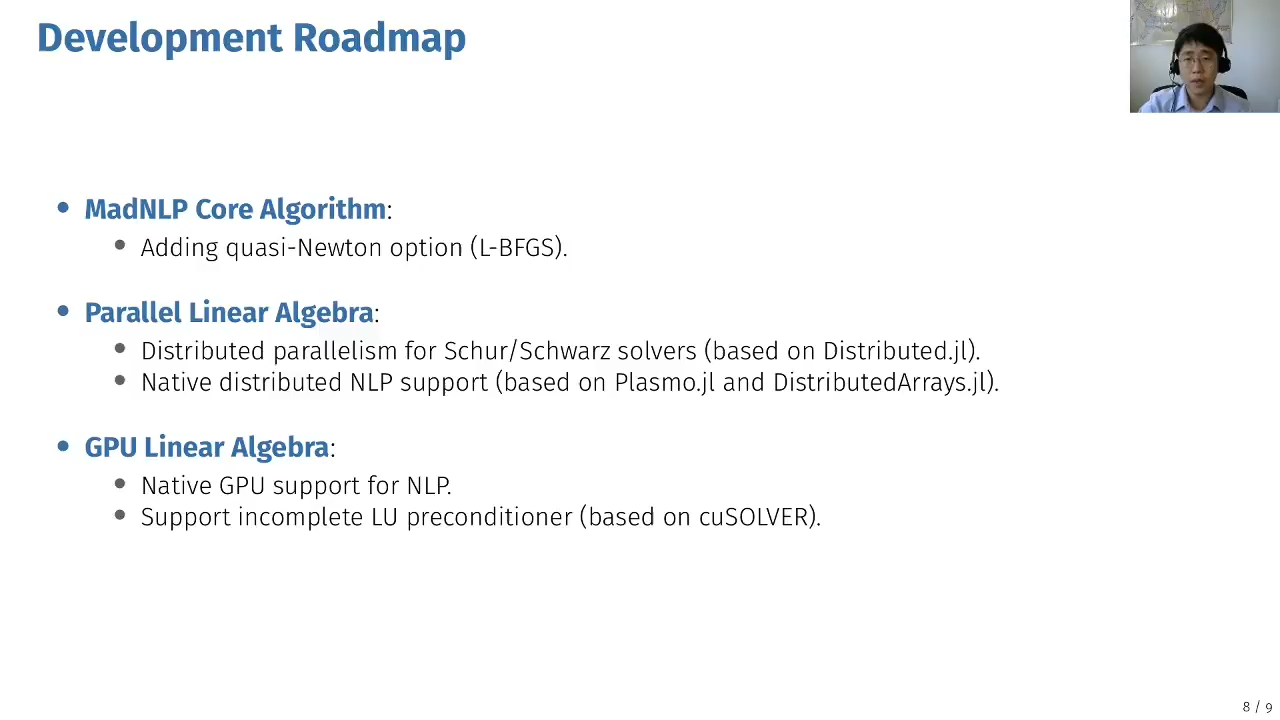 Development Roadmap
• MadNLP Core Algorithm:
• Adding quasi-Newton option (L-BFGS).
• Parallel Linear Algebra:
• Distributed parallelism for Schur/Schwarz solvers (based on Distributed.jl).
• Native distributed NLP support (based on Plasmo.jl and DistributedArrays.jl).
• GPU Linear Algebra:
• Native GPU support for NLP.
• Support incomplete LU preconditioner (based on cuSOLVER).
8 / 9